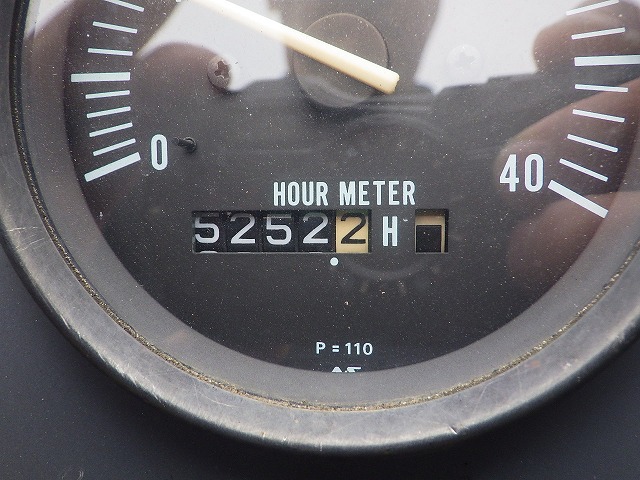 0
40
HOUR METER
52522 H
P = 110